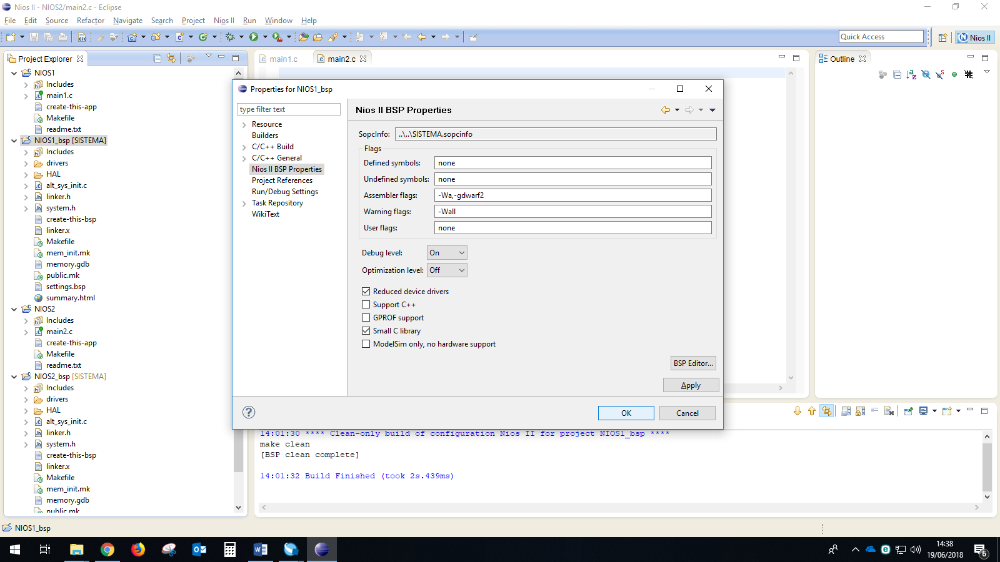 Nios II - NIOS2/main2.c - Eclipse
File Edit Source Refactor Navigate Search Project Nios II Run Window Help
Quick Access
Nios II
Project Explorer
NIOS1
Includes
main1.c
create-this-app
Makefile
readme.txt
NIOS1_bsp [SISTEMA]
Includes
drivers
HAL
alt_sys_init.c
linker.h
system.h
create-this-bsp
linker.x
Makefile
mem_init.mk
memory.gdb
public.mk
settings.bsp
summary.html
NIOS2
Includes
main2.c
create-this-app
Makefile
readme.txt
NIOS2_bsp [SISTEMA]
Includes
drivers
HAL
alt_sys_init.c
linker.h
system.h
create-this-bsp
linker.x
Makefile
mem_init.mk
memory.gdb
public.mk
main1.c
main2.c
Outline
Properties for NIOS1_bsp
type filter text
Resource
Builders
C/C++ Build
C/C++ General
Nios II BSP Properties
Project References
Run/Debug Settings
Task Repository
WikiText
Nios II BSP Properties
SopcInfo: ..\..\SISTEMA.sopcinfo
Flags
Defined symbols: none
Undefined symbols: none
Assembler flags: -Wa,-gdwarf2
Warning flags: -Wall
User flags: none
Debug level: On
Optimization level: Off
Reduced device drivers
Support C++
GPROF support
Small C library
ModelSim only, no hardware support
BSP Editor...
Apply
OK
Cancel
14:01:30 **** Clean-only build of configuration Nios II for project NIOS1_bsp ****
make clean
[BSP clean complete]
14:01:32 Build Finished (took 2s.439ms)
NIOS1_bsp
14:38
19/06/2018
6